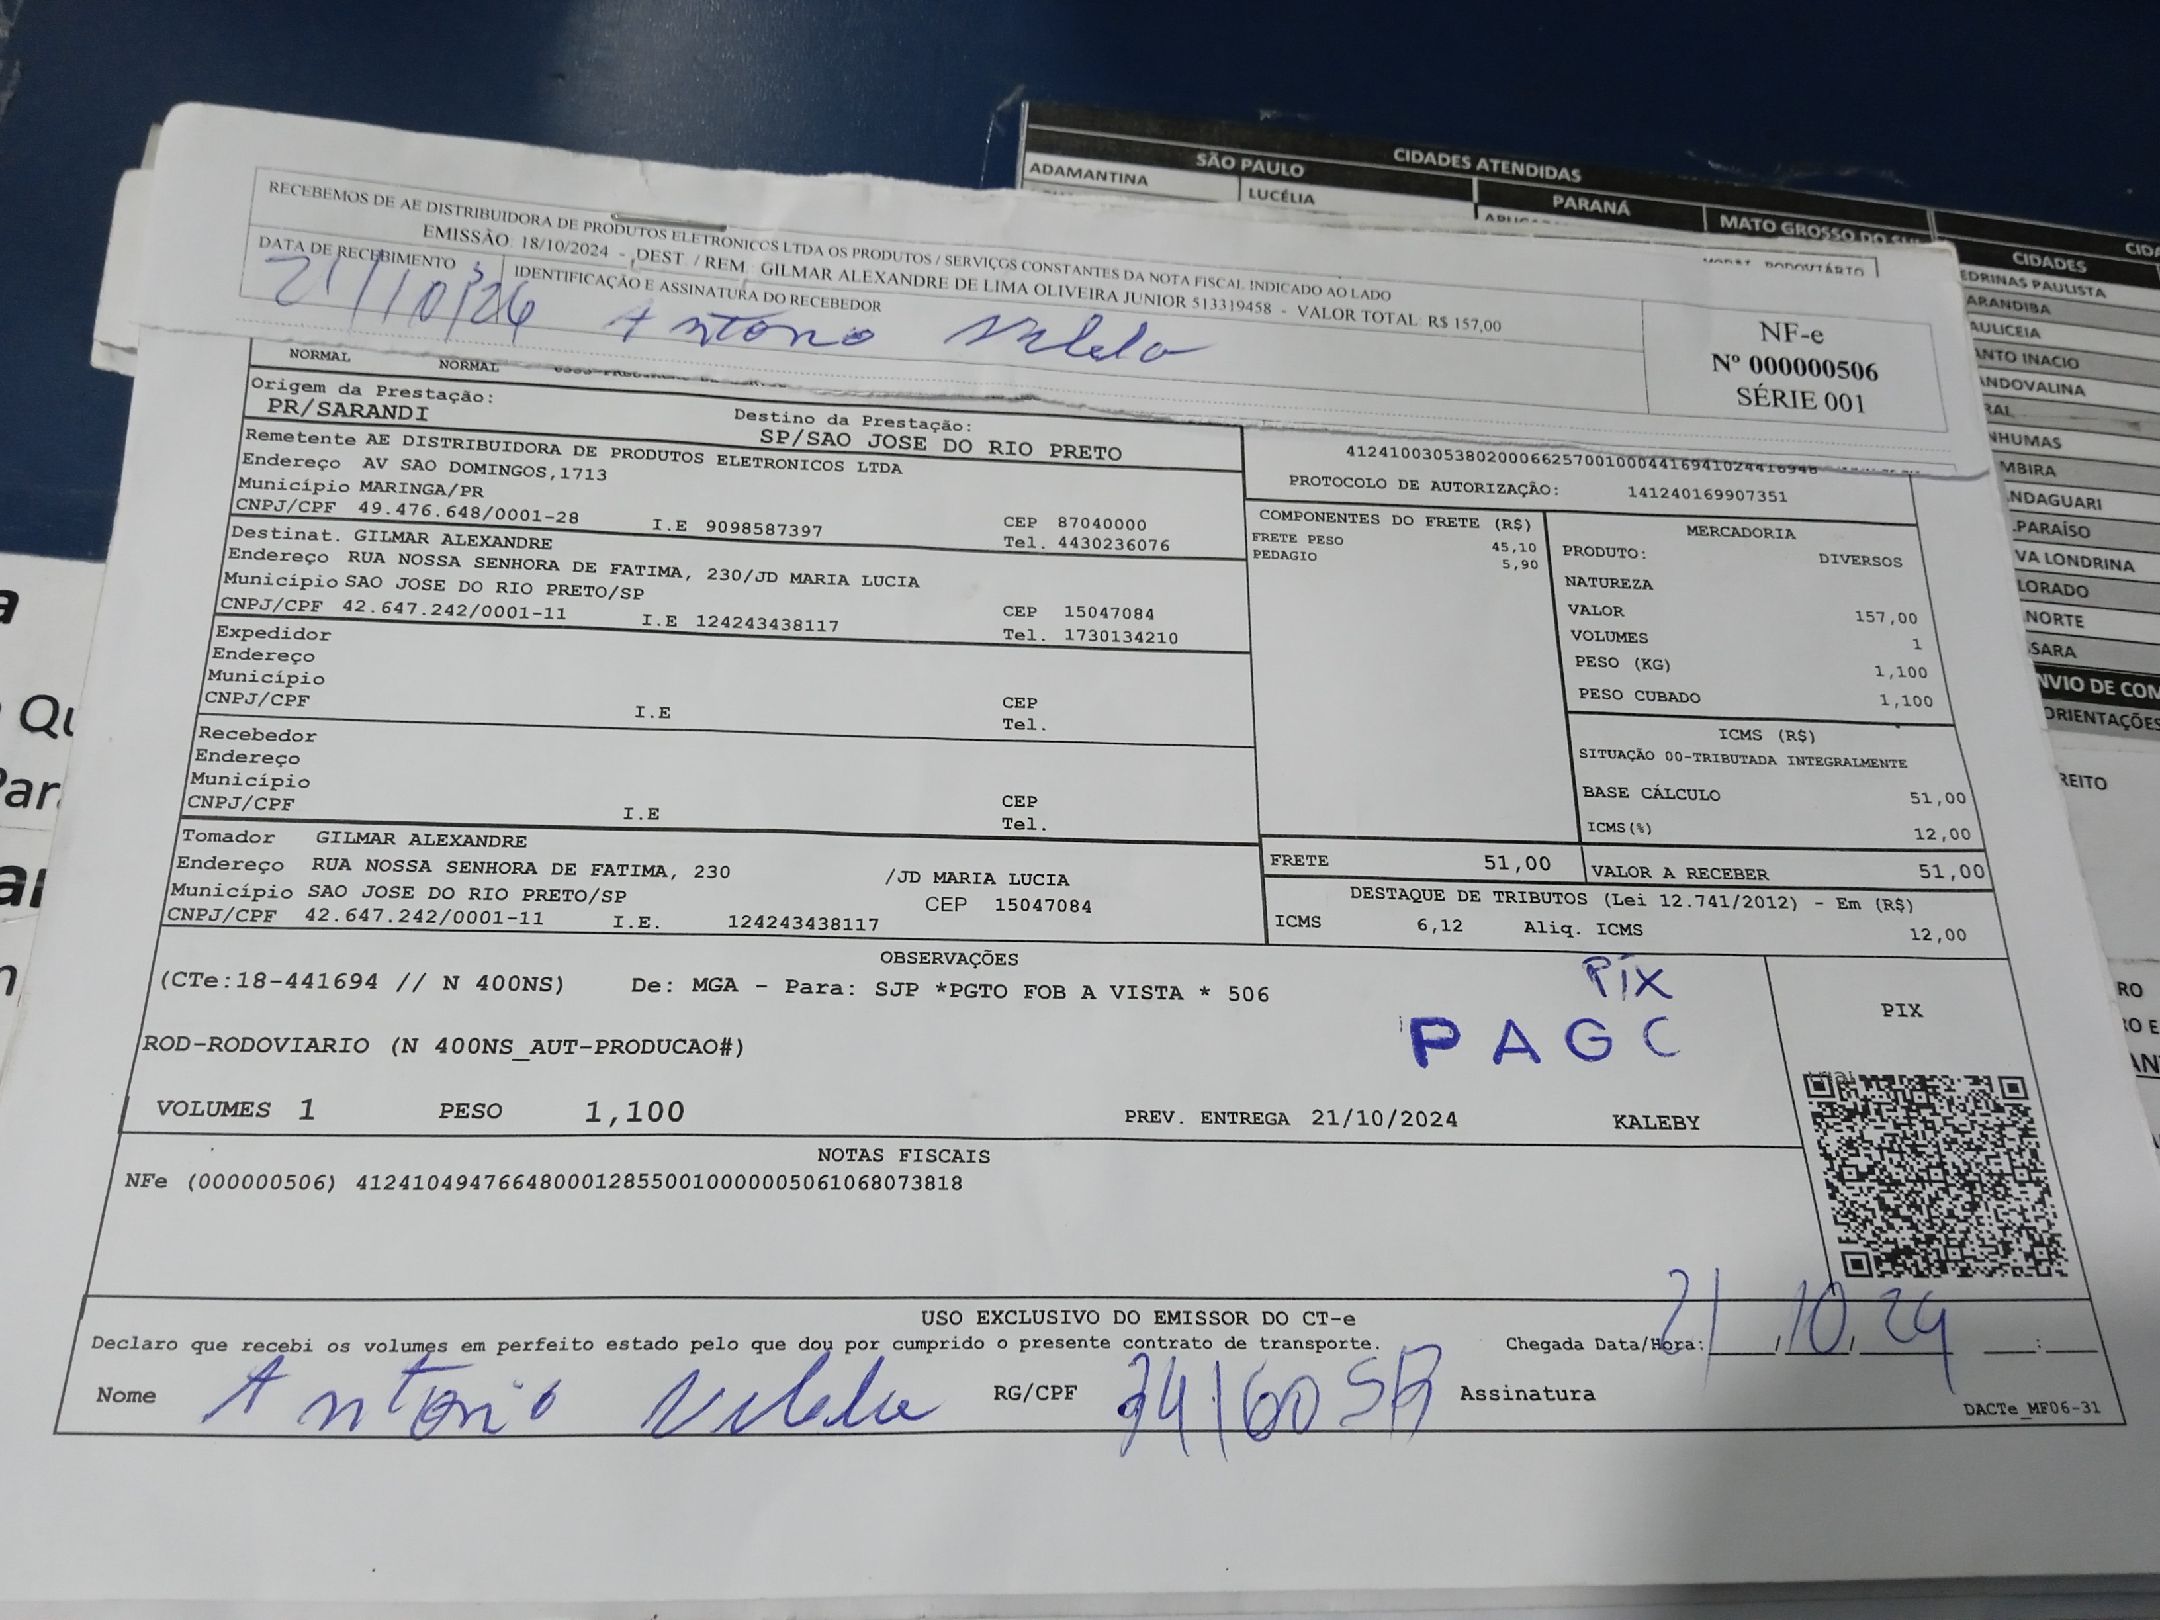 CIDADES ATENDIDAS
SÃO PAULO
PARANÁ
MATO GROSSO DO SUL
ADAMANTINA
LUCÉLIA
CIDADES
PAULICEIA
SANTO INACIO
SANDOVALINA
NVIO DE COM
ORIENTAÇÕES
RECEBEMOS DE AE DISTRIBUIDORA DE PRODUTOS ELETRONICOS LTDA OS PRODUTOS / SERVIÇOS CONSTANTES DA NOTA FISCAL INDICADO AO LADO
EMISSÃO: 18/10/2024 - DEST. / REM: GILMAR ALEXANDRE DE LIMA OLIVEIRA JUNIOR 513319458 - VALOR TOTAL: R$ 157,00
DATA DE RECEBIMENTO
IDENTIFICAÇÃO E ASSINATURA DO RECEBEDOR
Antonio
NF-e
Nº 000000506
SÉRIE 001
NORMAL NORMAL
Origem da Prestação:
PR/SARANDI
Destino da Prestação:
SP/SAO JOSE DO RIO PRETO
Remetente AE DISTRIBUIDORA DE PRODUTOS ELETRONICOS LTDA
Endereço AV SAO DOMINGOS,1713
Município MARINGA/PR
CNPJ/CPF 49.476.648/0001-28 I.E 9098587397 CEP 87040000
Tel. 4430236076
Destinat. GILMAR ALEXANDRE
Endereço RUA NOSSA SENHORA DE FATIMA, 230/JD MARIA LUCIA
Município SAO JOSE DO RIO PRETO/SP
CNPJ/CPF 42.647.242/0001-11 I.E 124243438117 CEP 15047084
Tel. 1730134210
Expedidor
Endereço
Município
CNPJ/CPF I.E CEP
Tel.
Recebedor
Endereço
Município
CNPJ/CPF I.E CEP
Tel.
Tomador GILMAR ALEXANDRE
Endereço RUA NOSSA SENHORA DE FATIMA, 230 /JD MARIA LUCIA
Município SAO JOSE DO RIO PRETO/SP CEP 15047084
CNPJ/CPF 42.647.242/0001-11 I.E. 124243438117
PROTOCOLO DE AUTORIZAÇÃO: 141240169907351
COMPONENTES DO FRETE (R$)
FRETE PESO 45,10
PEDAGIO 5,90
MERCADORIA
PRODUTO: DIVERSOS
NATUREZA
VALOR 157,00
VOLUMES 1
PESO (KG) 1,100
PESO CUBADO 1,100
ICMS (R$)
SITUAÇÃO 00-TRIBUTADA INTEGRALMENTE
BASE CÁLCULO 51,00
ICMS(%) 12,00
FRETE 51,00 VALOR A RECEBER 51,00
DESTAQUE DE TRIBUTOS (Lei 12.741/2012) - Em (R$)
ICMS 6,12 Aliq. ICMS 12,00
OBSERVAÇÕES
(CTe:18-441694 // N 400NS) De: MGA - Para: SJP *PGTO FOB A VISTA * 506
PIX
PAGO
PIX
ROD-RODOVIARIO (N 400NS_AUT-PRODUCAO#)
VOLUMES 1 PESO 1,100 PREV. ENTREGA 21/10/2024 KALEBY
NOTAS FISCAIS
NFe (000000506) 41241049476648000128550010000005061068073818
USO EXCLUSIVO DO EMISSOR DO CT-e
Declaro que recebi os volumes em perfeito estado pelo que dou por cumprido o presente contrato de transporte.
Chegada Data/Hora: 21 10 24
Nome Antonio RG/CPF Assinatura
DACTe_MF06-31